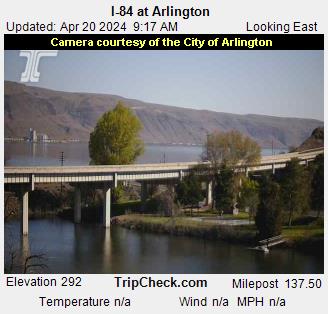 I-84 at Arlington
Updated: Apr 20 2024 9:17 AM Looking East
Camera courtesy of the City of Arlington
Elevation 292 TripCheck.com Milepost 137.50
Temperature n/a Wind n/a MPH n/a